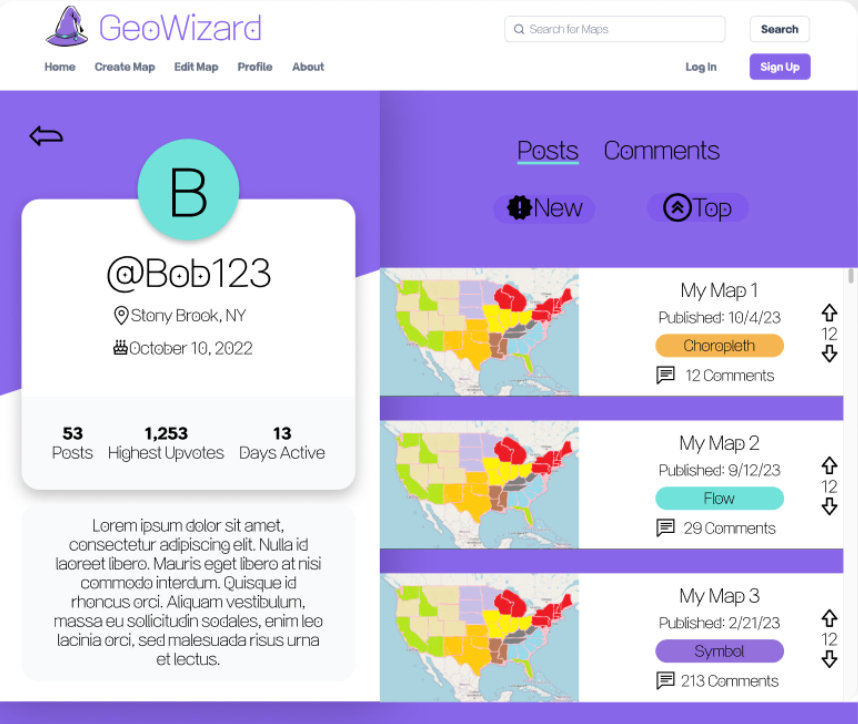 GeoWizard
Search for Maps
Search
Home Create Map Edit Map Profile About
Log In Sign Up
B
@Bob123
Stony Brook, NY
October 10, 2022
53 1,253 13
Posts Highest Upvotes Days Active
Lorem ipsum dolor sit amet,
consectetur adipiscing elit. Nulla id
laoreet libero. Mauris eget libero at nisi
commodo interdum. Quisque id
rhoncus orci. Aliquam vestibulum,
massa eu sollicitudin sodales, enim leo
lacinia orci, sed malesuada risus urna
et lectus.
Posts Comments
New Top
My Map 1
Published: 10/4/23
Choropleth
12 Comments
12
My Map 2
Published: 9/12/23
Flow
29 Comments
12
My Map 3
Published: 2/21/23
Symbol
213 Comments
12